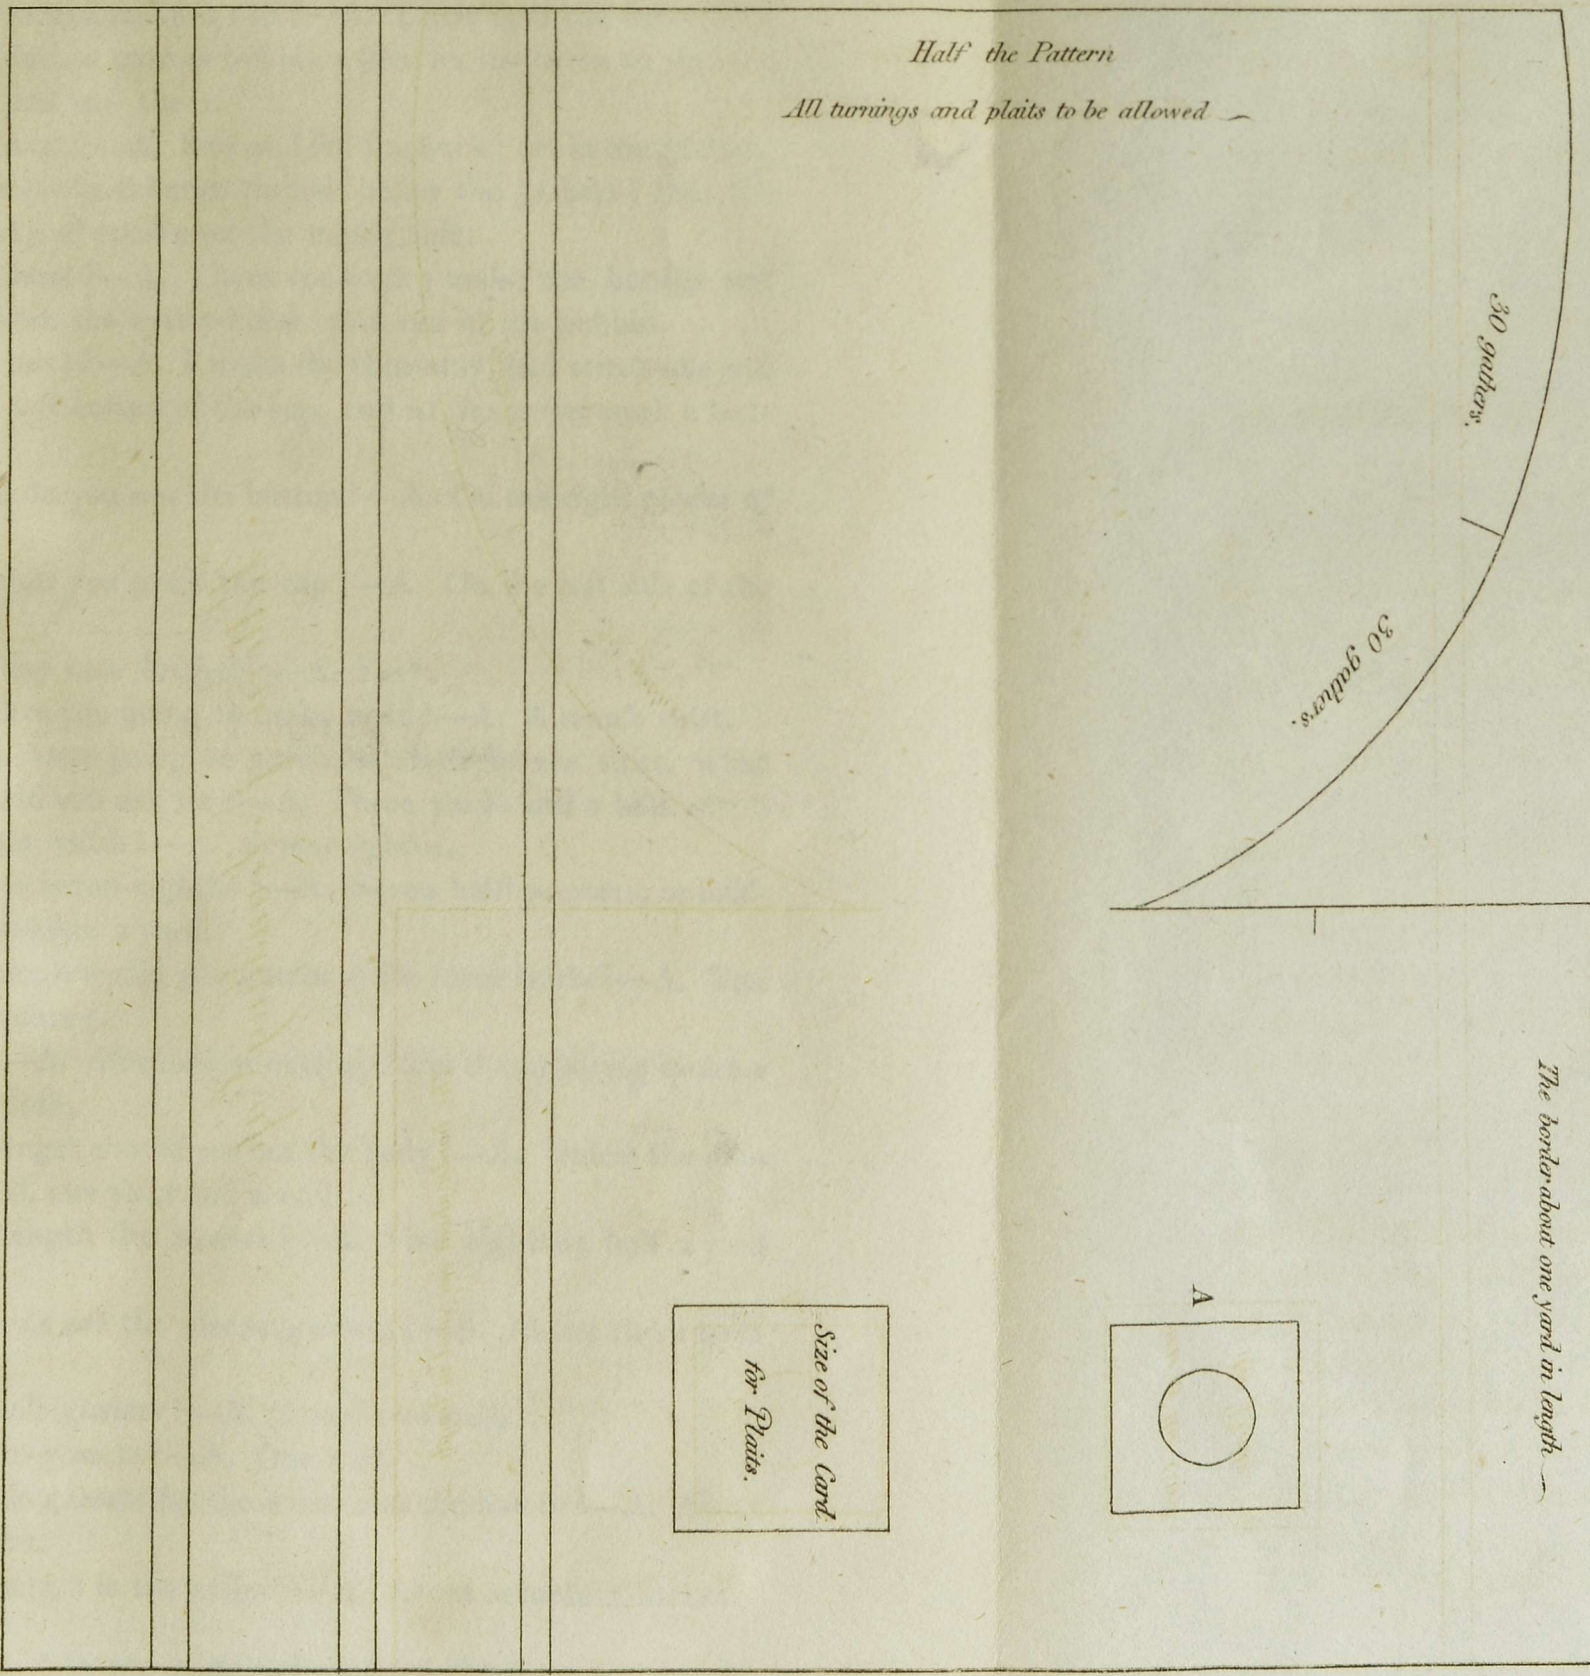 Half the Pattern
All turnings and plaits to be allowed
30 gathers.
30 gathers.
The border about one yard in length
A
Size of the Card
for Plaits.